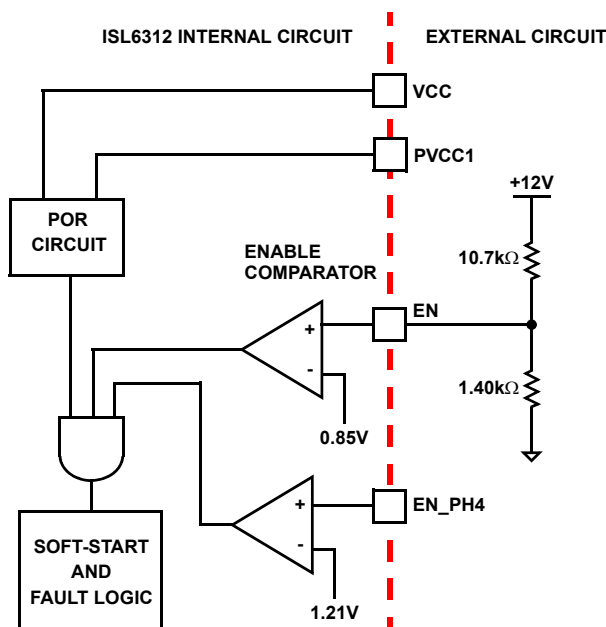 ISL6312 INTERNAL CIRCUIT
EXTERNAL CIRCUIT
VCC
PVCC1
+12V
POR
CIRCUIT
ENABLE
COMPARATOR
10.7kΩ
EN
+
-
1.40kΩ
0.85V
EN_PH4
+
-
SOFT-START
AND
FAULT LOGIC
1.21V